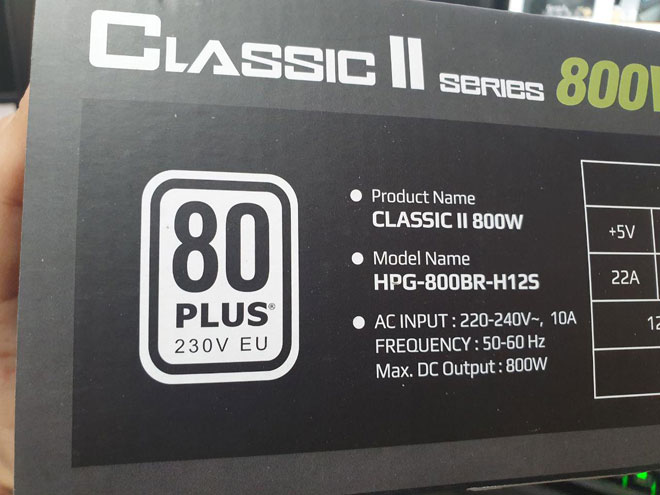 CLASSIC II SERIES 800W
80
PLUS®
230V EU
Product Name
CLASSIC II 800W
Model Name
HPG-800BR-H12S
AC INPUT : 220-240V~, 10A
FREQUENCY : 50-60 Hz
Max. DC Output : 800W
+5V
22A